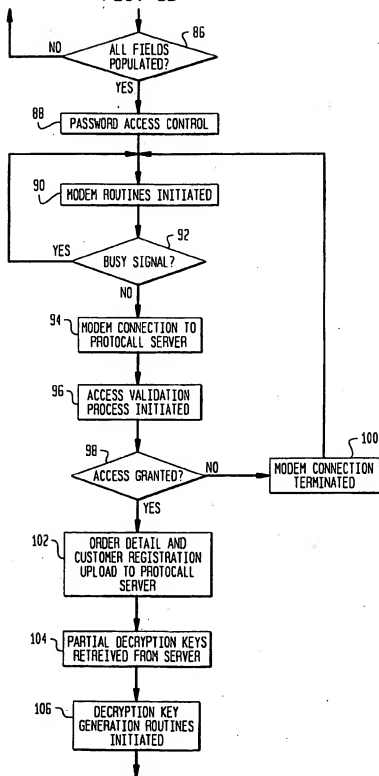 86
ALL FIELDS
POPULATED?
NO
YES
88
PASSWORD ACCESS CONTROL
90
MODEM ROUTINES INITIATED
92
YES
BUSY SIGNAL?
NO
94
MODEM CONNECTION TO
PROTOCALL SERVER
96
ACCESS VALIDATION
PROCESS INITIATED
98
ACCESS GRANTED?
NO
100
MODEM CONNECTION
TERMINATED
YES
102
ORDER DETAIL AND
CUSTOMER REGISTRATION
UPLOAD TO PROTOCALL
SERVER
104
PARTIAL DECRYPTION KEYS
RETREIVED FROM SERVER
106
DECRYPTION KEY
GENERATION ROUTINES
INITIATED